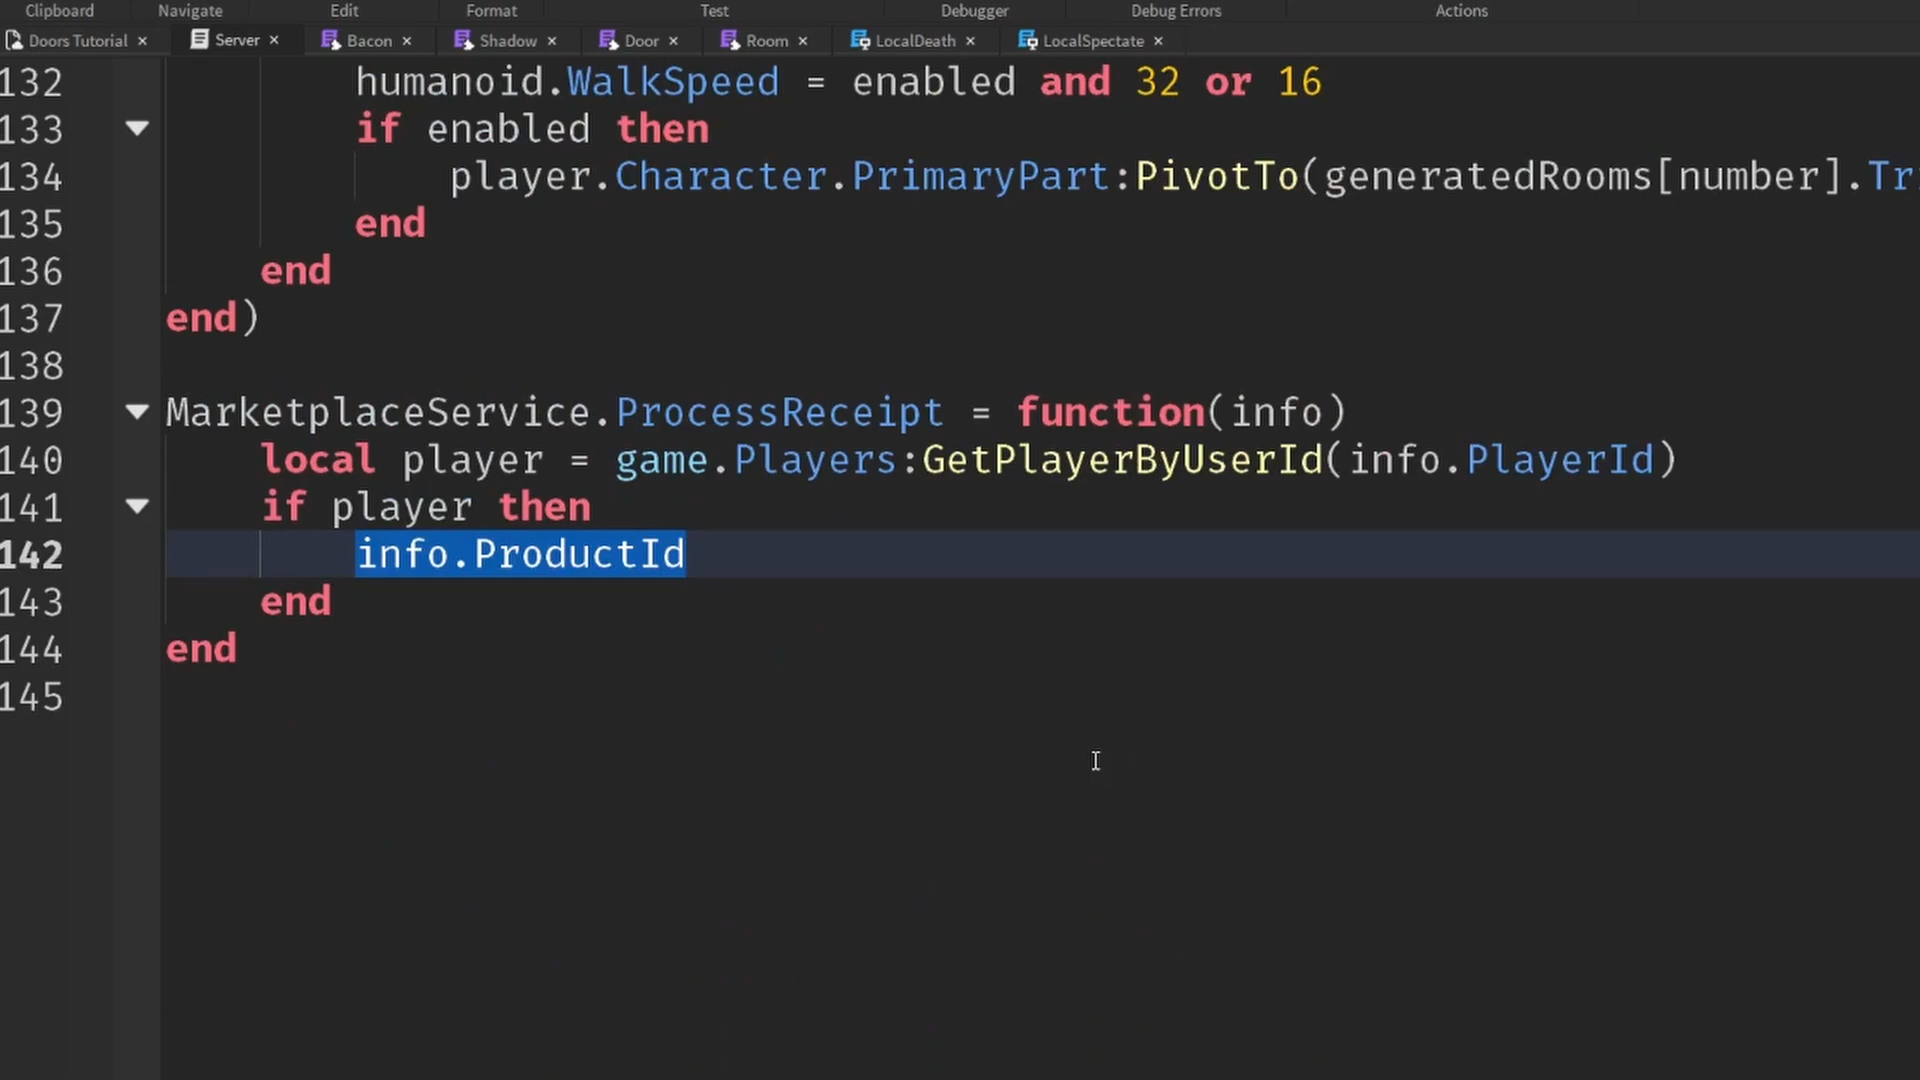 Clipboard Navigate Edit Format Test Debugger Debug Errors Actions
Doors Tutorial × Server × Bacon × Shadow × Door × Room × LocalDeath × LocalSpectate ×
132 humanoid.WalkSpeed = enabled and 32 or 16
133 if enabled then
134 player.Character.PrimaryPart:PivotTo(generatedRooms[number].Tr
135 end
136 end
137 end)
138
139 MarketplaceService.ProcessReceipt = function(info)
140 local player = game.Players:GetPlayerByUserId(info.PlayerId)
141 if player then
142 info.ProductId
143 end
144 end
145